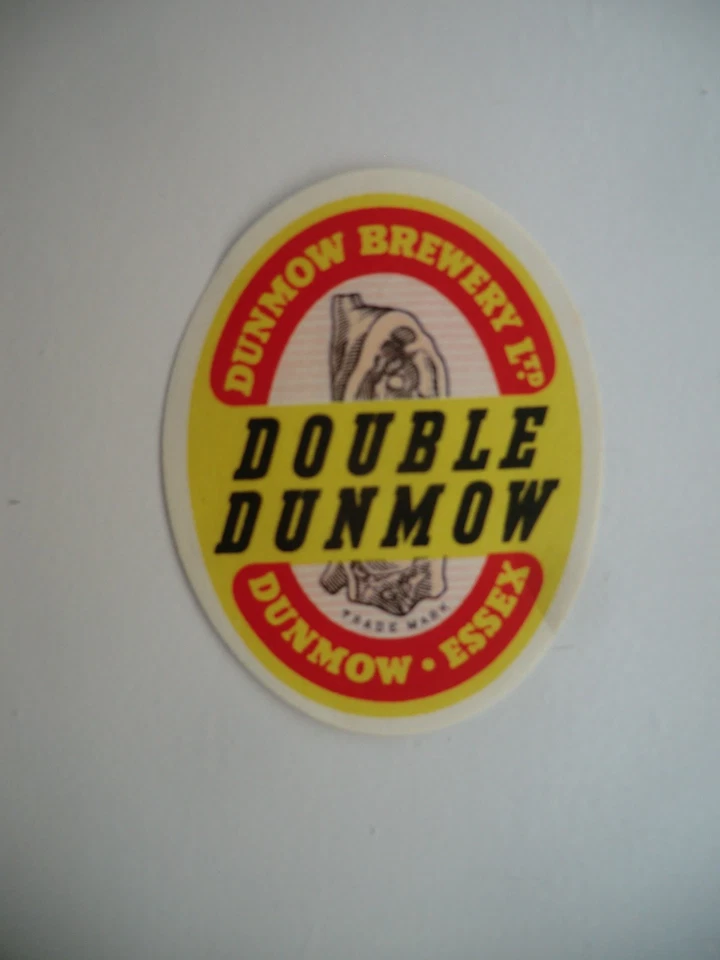 DUNMOW BREWERY LTD.
DOUBLE
DUNMOW
TRADE MARK
DUNMOW • ESSEX